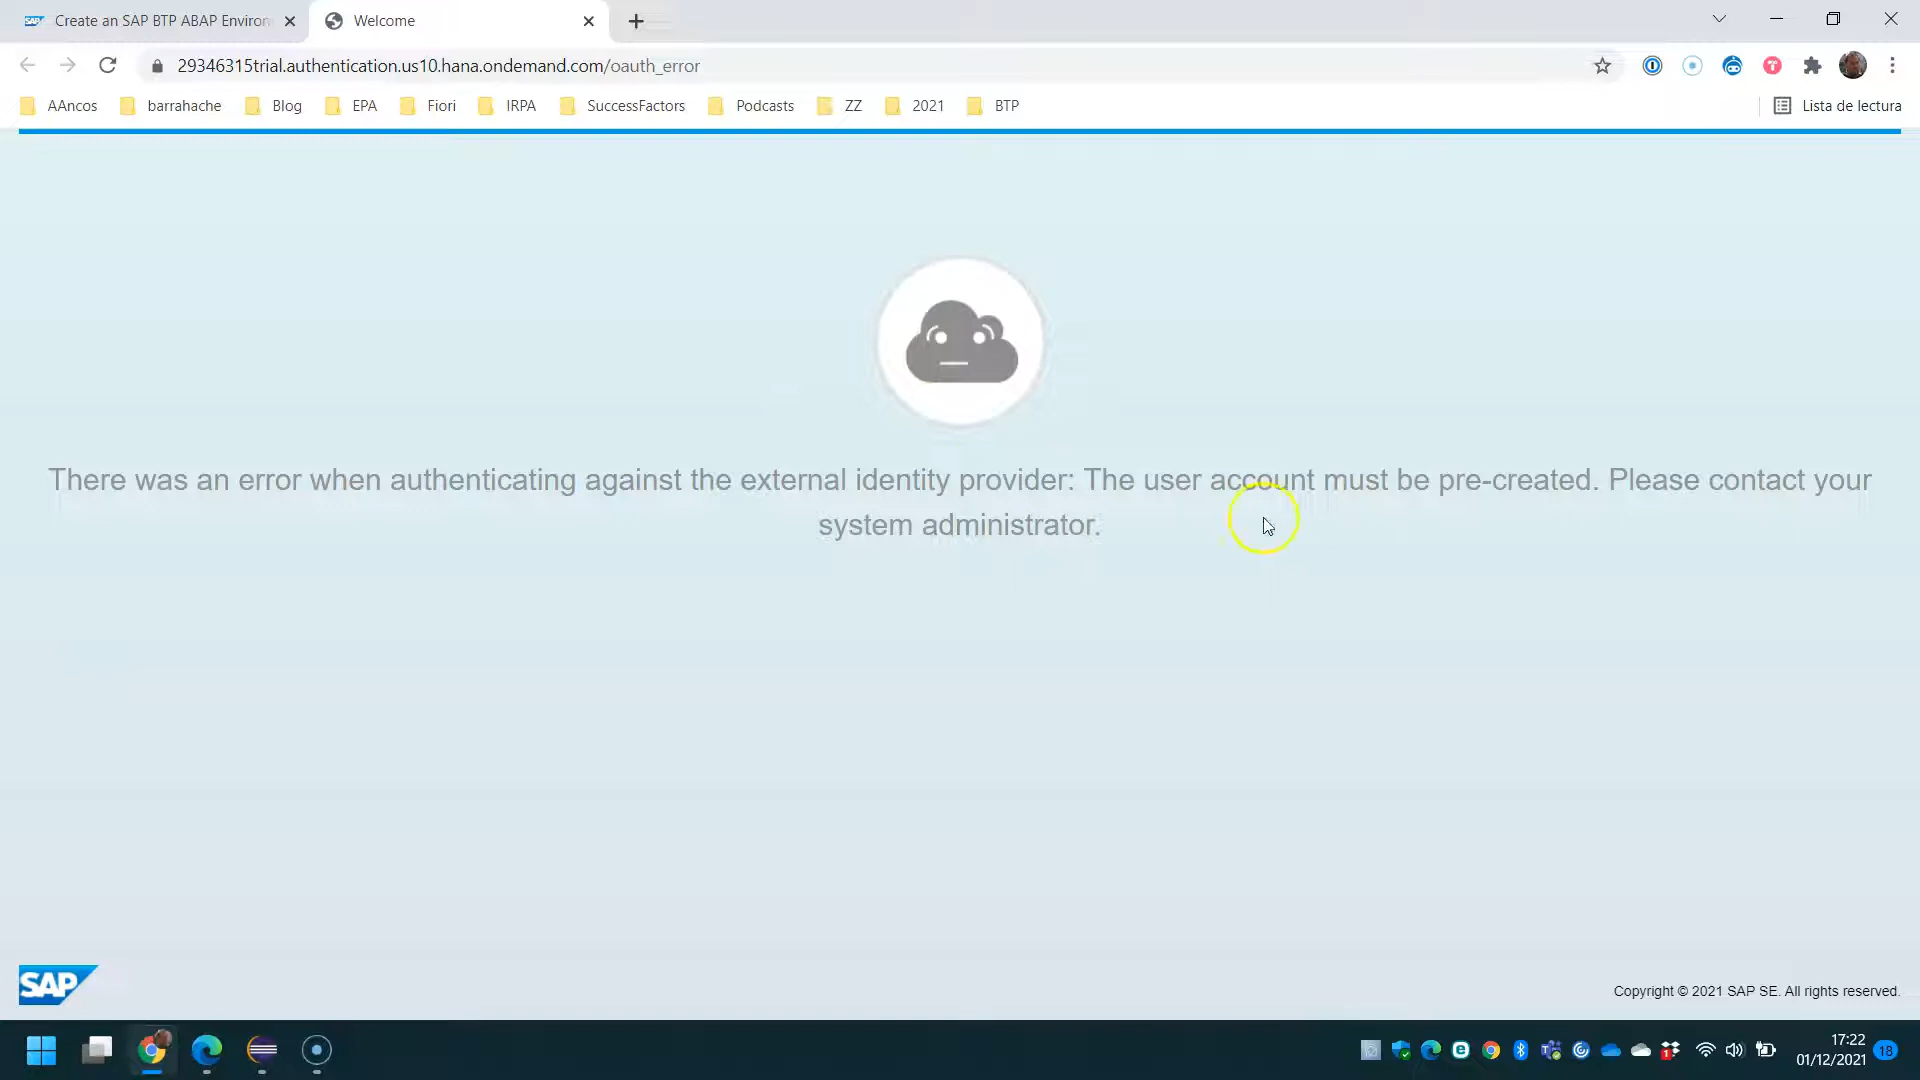 Create an SAP BTP ABAP Environ
Welcome
29346315trial.authentication.us10.hana.ondemand.com/oauth_error
AAncos
barrahache
Blog
EPA
Fiori
IRPA
SuccessFactors
Podcasts
ZZ
2021
BTP
Lista de lectura
There was an error when authenticating against the external identity provider: The user account must be pre-created. Please contact your
system administrator.
SAP
Copyright © 2021 SAP SE. All rights reserved.
17:22
01/12/2021
18